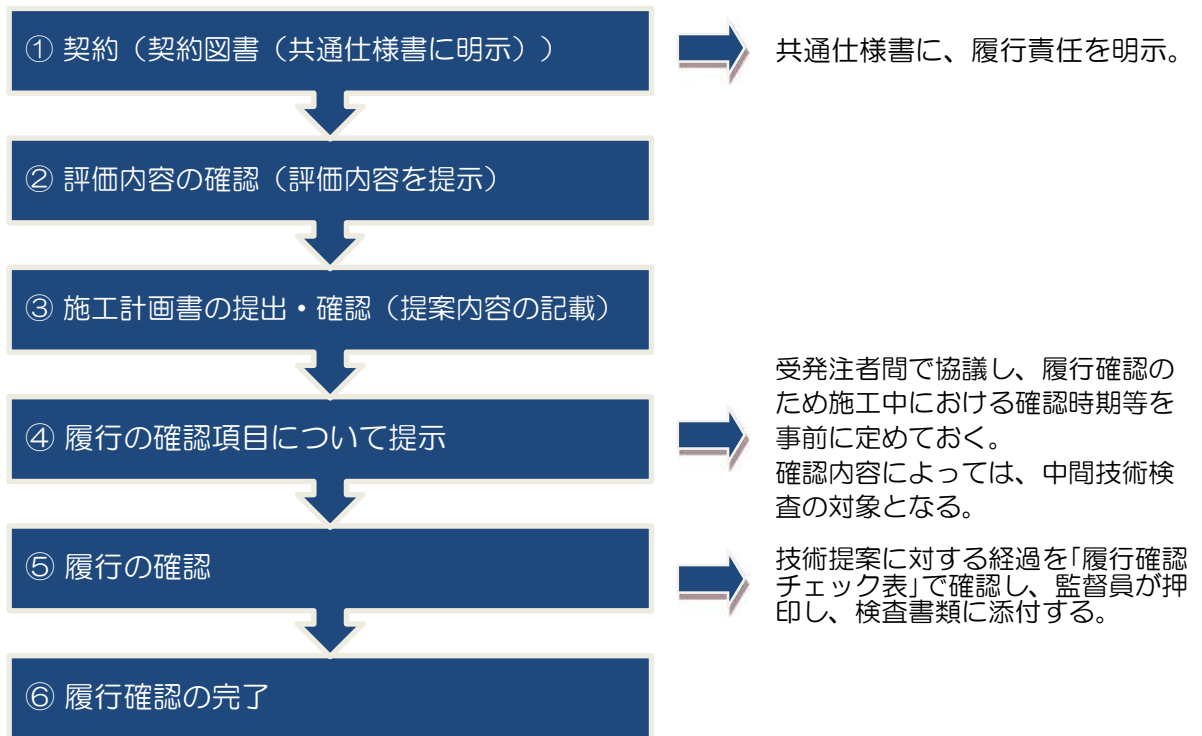 ① 契約（契約図書（共通仕様書に明示））
共通仕様書に、履行責任を明示。
② 評価内容の確認（評価内容を提示）
③ 施工計画書の提出・確認（提案内容の記載）
④ 履行の確認項目について提示
受発注者間で協議し、履行確認の
ため施工中における確認時期等を
事前に定めておく。
確認内容によっては、中間技術検
査の対象となる。
⑤ 履行の確認
技術提案に対する経過を「履行確認
チェック表」で確認し、監督員が押
印し、検査書類に添付する。
⑥ 履行確認の完了